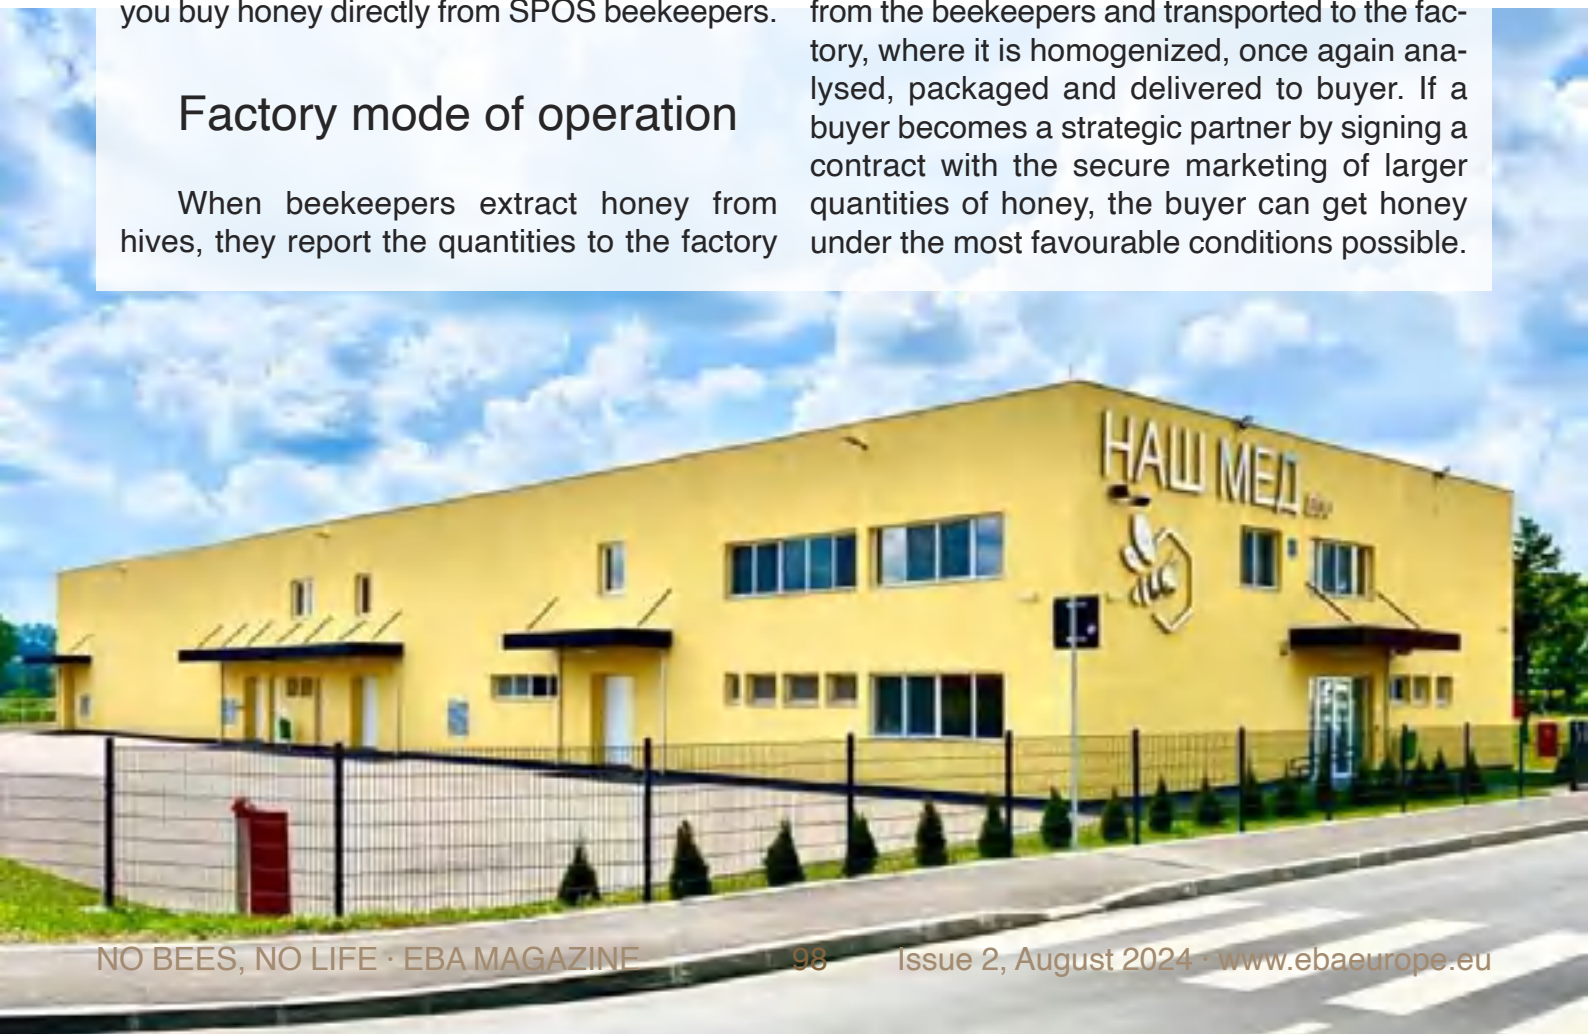 you buy honey directly from SPOS beekeepers.
Factory mode of operation
When beekeepers extract honey from
hives, they report the quantities to the factory
from the beekeepers and transported to the fac-
tory, where it is homogenized, once again ana-
lysed, packaged and delivered to buyer. If a
buyer becomes a strategic partner by signing a
contract with the secure marketing of larger
quantities of honey, the buyer can get honey
under the most favourable conditions possible.
НАШ МЕД
NO BEES, NO LIFE · EBA MAGAZINE 98 Issue 2, August 2024 · www.ebaeurope.eu